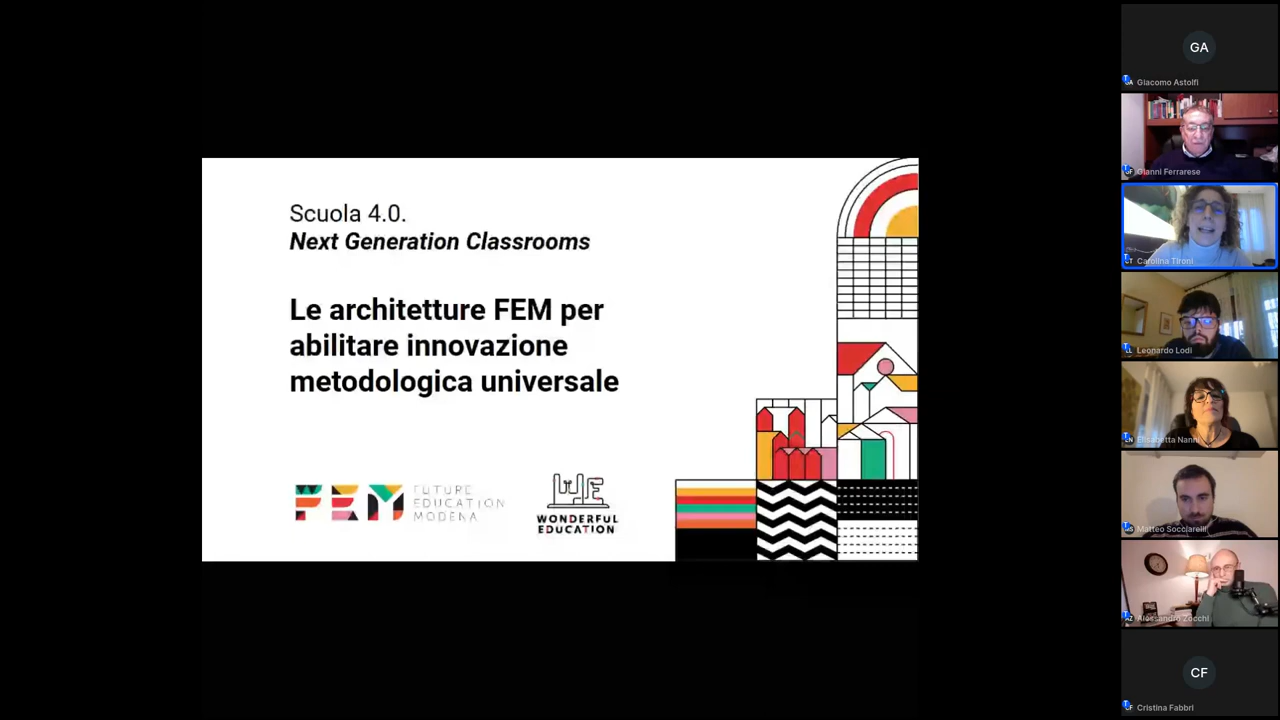 Scuola 4.0.
Next Generation Classrooms
Le architetture FEM per
abilitare innovazione
metodologica universale
FEM
FUTURE
EDUCATION
MODENA
WE
WONDERFUL
EDUCATION
GA
Giacomo Astolfi
Gianni Ferrarese
Carolina Tironi
Leonardo Lodi
Elisabetta Nanni
Matteo Socciarelli
Alessandro Zocchi
CF
Cristina Fabbri